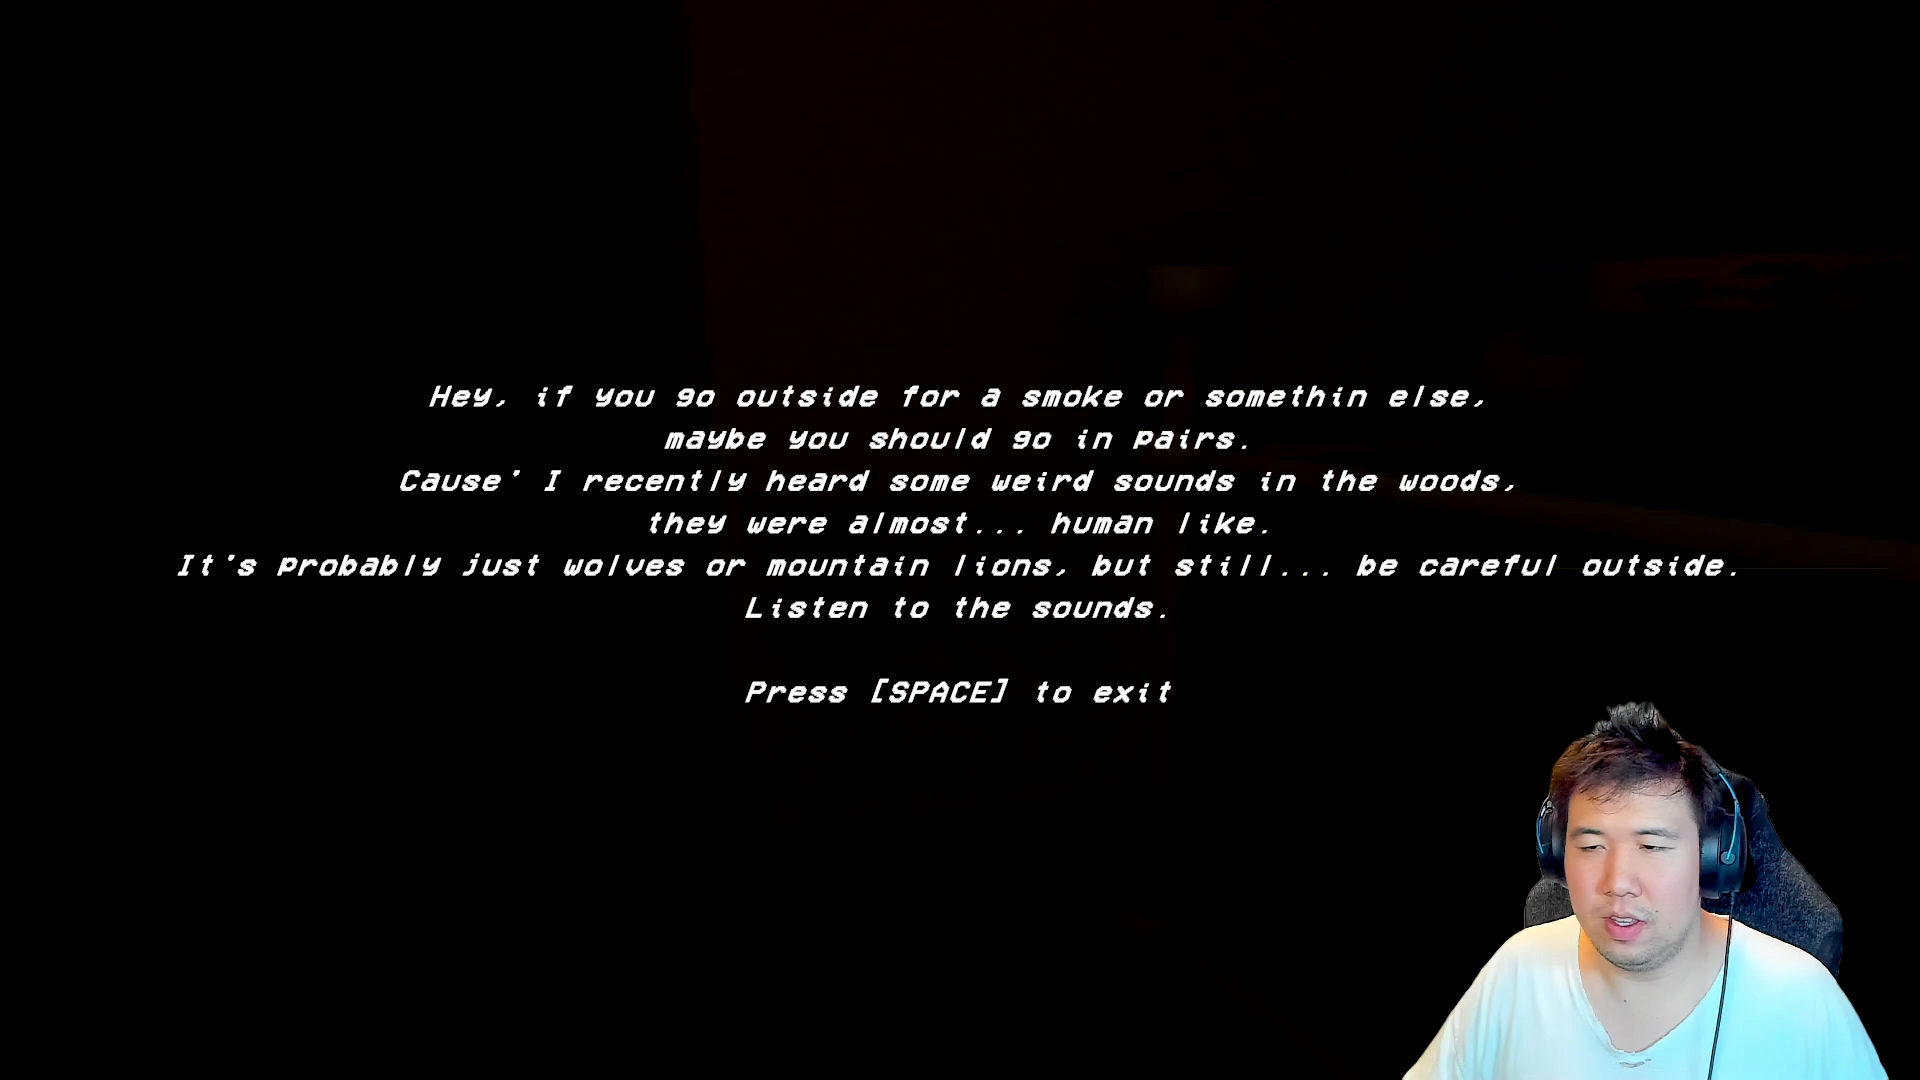 Hey, if you go outside for a smoke or somethin else,
maybe you should go in pairs.
Cause' I recently heard some weird sounds in the woods,
they were almost... human like.
It's probably just wolves or mountain lions, but still... be careful outside.
Listen to the sounds.
Press [SPACE] to exit